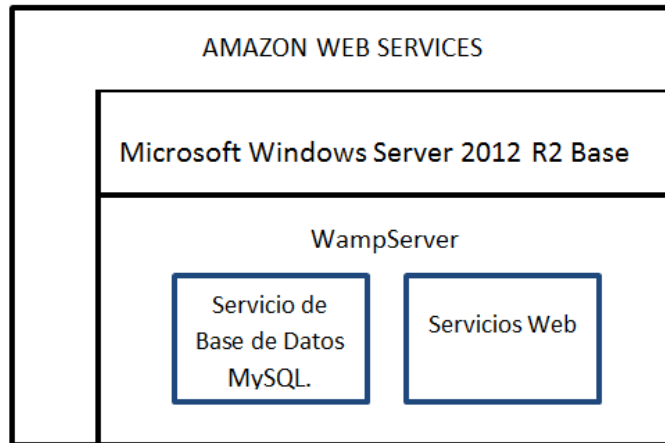 AMAZON WEB SERVICES
Microsoft Windows Server 2012 R2 Base
WampServer
Servicio de
Base de Datos
MySQL.
Servicios Web